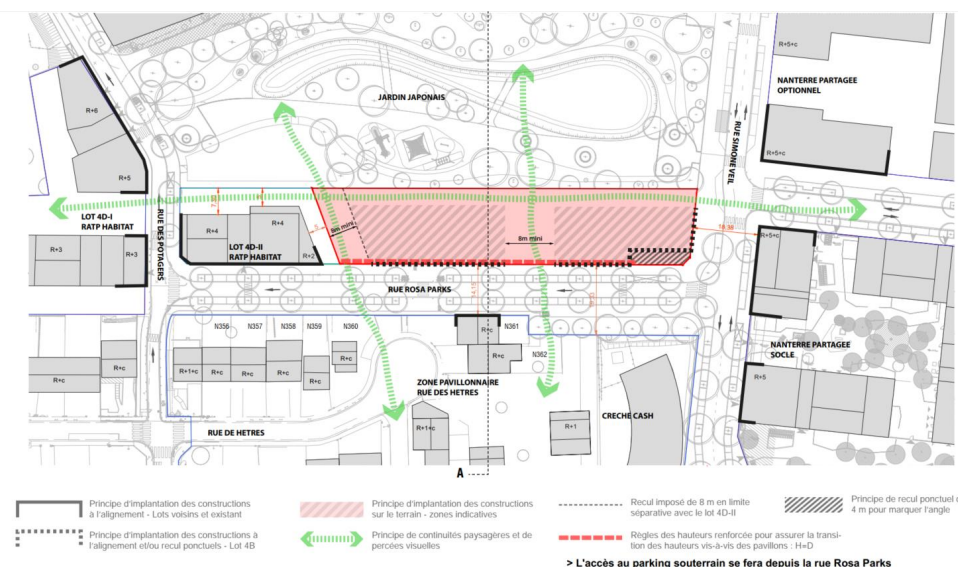 R+5+c
NANTERRE PARTAGEE
OPTIONNEL
JARDIN JAPONAIS
R+6
RUE SIMONE VEIL
R+5+c
R+5
LOT 4D-I
RATP HABITAT
RUE DES POTAGERS
R+4
R+4
5
8m mini
8m mini
R+3
R+3
LOT 4D-II
RATP HABITAT
R+2
R+5+c
RUE ROSA PARKS
N356
N357
N358
N359
N360
R+c
N361
N362
NANTERRE PARTAGEE
SOCLE
R+c
R+c
R+1+c
R+c
R+c
R+c
R+c
R+c
R+c
ZONE PAVILLONNAIRE
RUE DES HETRES
R+5
CRECHE CASH
RUE DE HETRES
R+1+c
R+1
A
Principe d'implantation des constructions
à l'alignement - Lots voisins et existant
Principe d'implantation des constructions
sur le terrain - zones indicatives
Recul imposé de 8 m en limite
séparative avec le lot 4D-II
Principe de recul ponctuel
4 m pour marquer l'angle
Principe d'implantation des constructions à
l'alignement et/ou recul ponctuels - Lot 4B
Principe de continuités paysagères et de
percées visuelles
Règles des hauteurs renforcée pour assurer la transi-
tion des hauteurs vis-à-vis des pavillons : H=D
> L'accès au parking souterrain se fera depuis la rue Rosa Parks